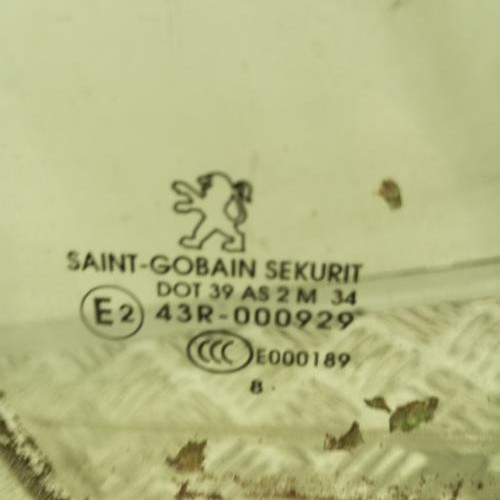 SAINT-GOBAIN SEKURIT
DOT 39 AS 2 M 34
E2 43R-000929
CCC E000189
8 .